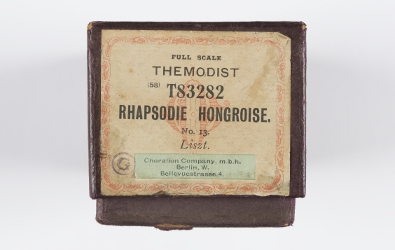 FULL SCALE
THEMODIST
(58) T83282
RHAPSODIE HONGROISE.
No. 13.
Liszt.
G
Choralion Company, m.b.h.
Berlin, W.
Bellevuestrasse, 4.